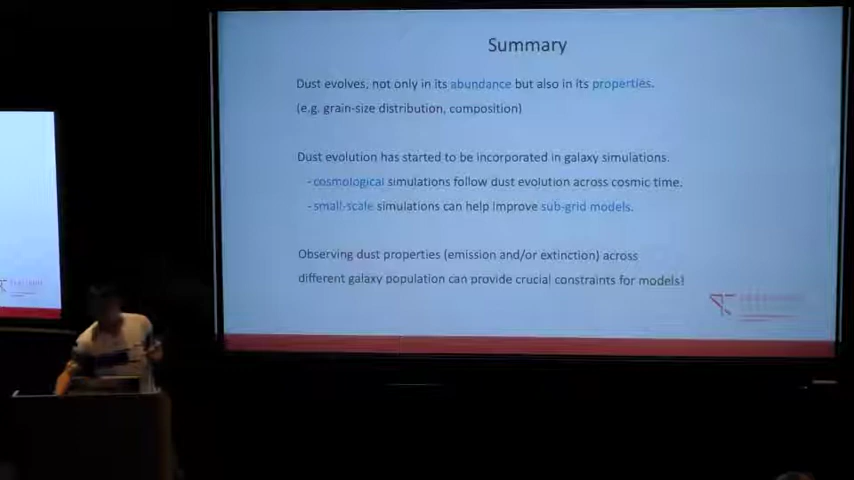 Summary
Dust evolves, not only in its abundance but also in its properties.
(e.g. grain-size distribution, composition)
Dust evolution has started to be incorporated in galaxy simulations.
-cosmological simulations follow dust evolution across cosmic time.
-small-scale simulations can help improve sub-grid models.
Observing dust properties (emission and/or extinction) across
different galaxy population can provide crucial constraints for models!